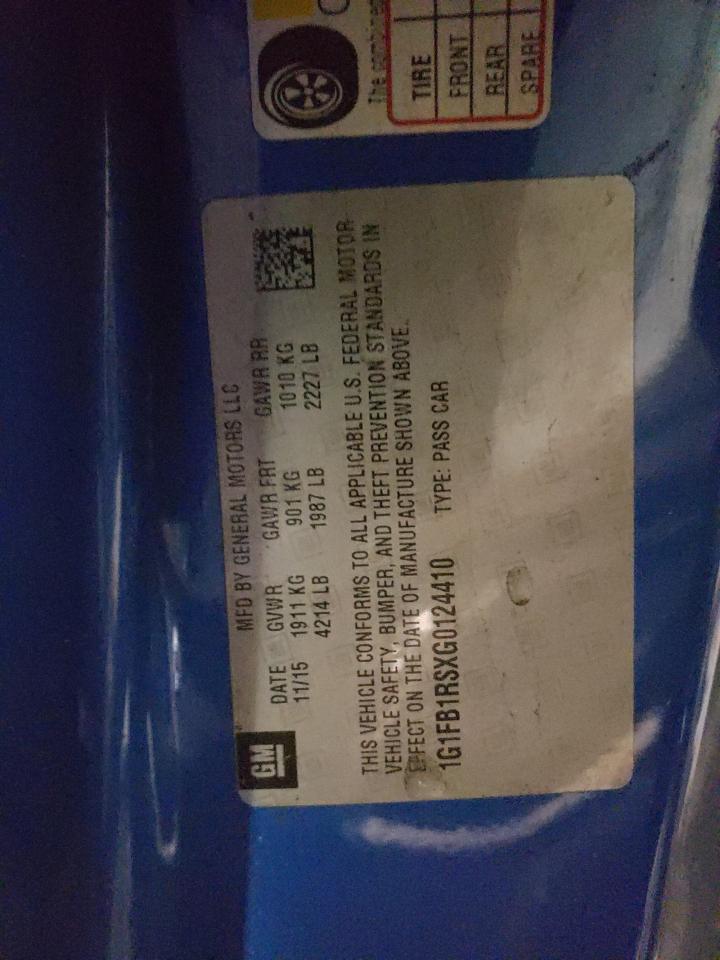 GM
MFD BY GENERAL MOTORS LLC
DATE GVWR GAWR FRT GAWR RR
11/15 1911 KG 901 KG 1010 KG
4214 LB 1987 LB 2227 LB
THIS VEHICLE CONFORMS TO ALL APPLICABLE U.S. FEDERAL MOTOR
VEHICLE SAFETY, BUMPER, AND THEFT PREVENTION STANDARDS IN
EFFECT ON THE DATE OF MANUFACTURE SHOWN ABOVE.
1G1FB1RSXG0124410 TYPE: PASS CAR
The combined
TIRE
FRONT
REAR
SPARE